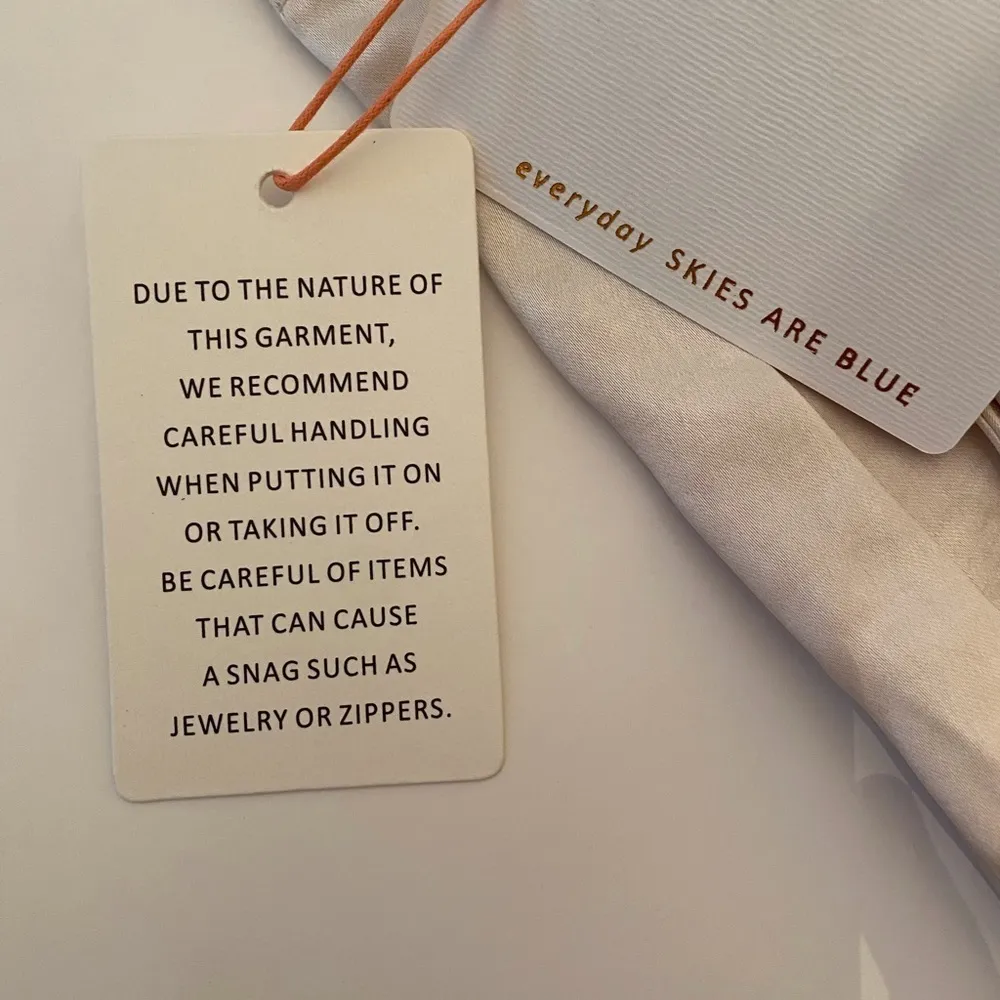 everyday SKIES ARE BLUE
DUE TO THE NATURE OF
THIS GARMENT,
WE RECOMMEND
CAREFUL HANDLING
WHEN PUTTING IT ON
OR TAKING IT OFF.
BE CAREFUL OF ITEMS
THAT CAN CAUSE
A SNAG SUCH AS
JEWELRY OR ZIPPERS.